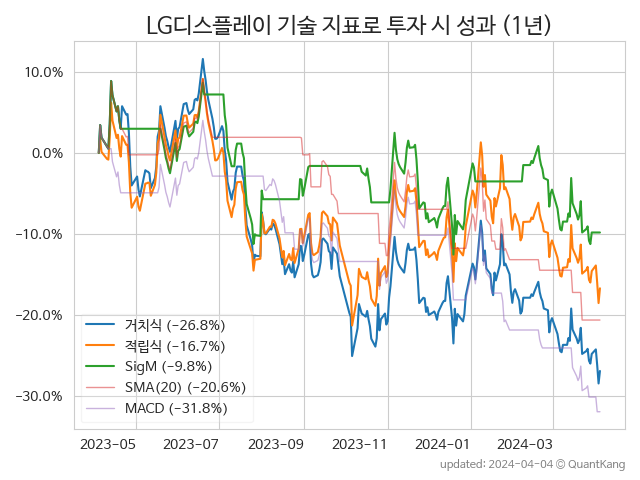 LG디스플레이 기술 지표로 투자 시 성과 (1년)
10.0%
0.0%
−10.0%
−20.0%
−30.0%
거치식 (−26.8%)
적립식 (−16.7%)
SigM (−9.8%)
SMA(20) (−20.6%)
MACD (−31.8%)
2023-05 2023-07 2023-09 2023-11 2024-01 2024-03
updated: 2024-04-04 © QuantKang